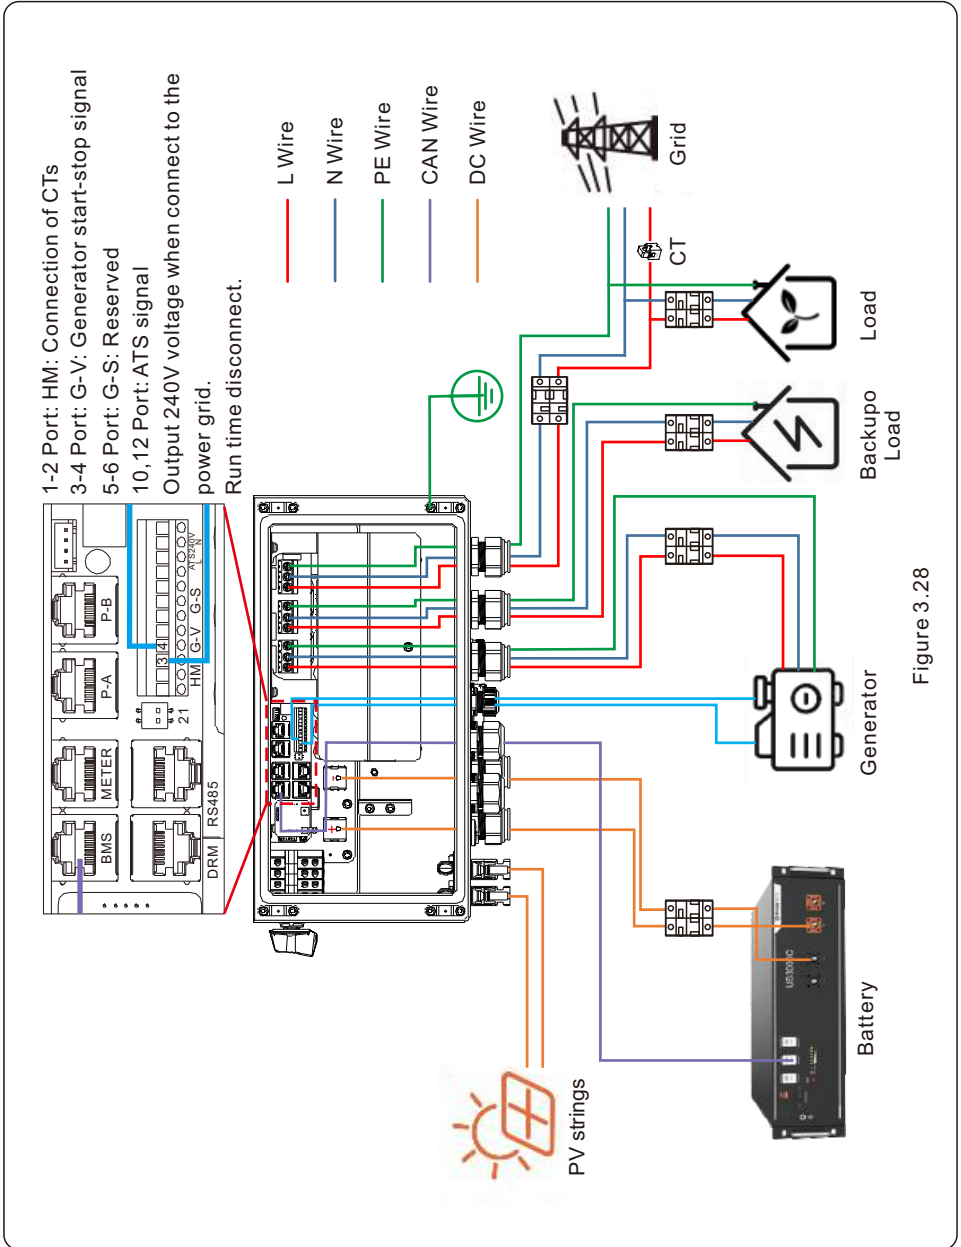 1-2 Port: HM: Connection of CTs
3-4 Port: G-V: Generator start-stop signal
5-6 Port: G-S: Reserved
10,12 Port: ATS signal
Output 240V voltage when connect to the
power grid.
Run time disconnect.
BMS
METER
P-A
P-B
DRM
RS485
21
3 4
HM
G-V
G-S
ATS240V
L
N
L Wire
N Wire
PE Wire
CAN Wire
DC Wire
Grid
CT
Load
Backupo
Load
Generator
Battery
US3000C
PV strings
Figure 3.28